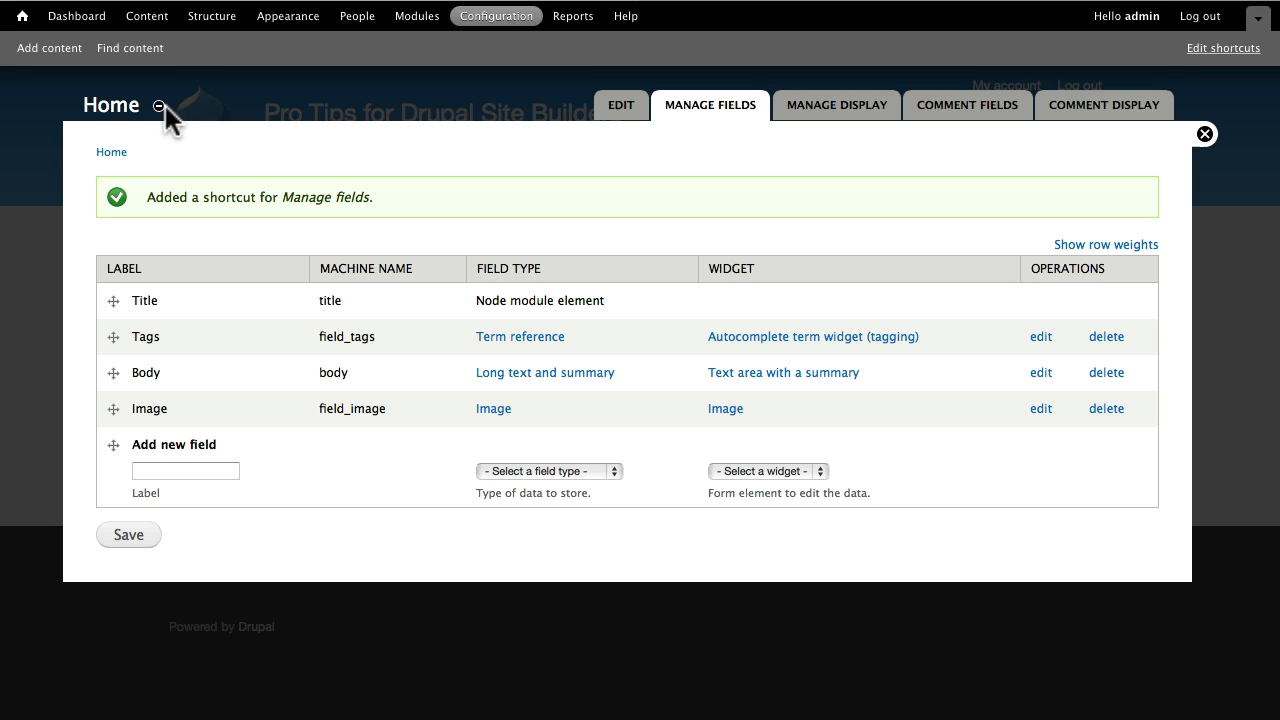 Dashboard Content Structure Appearance People Modules Configuration Reports Help Hello admin Log out
Add content Find content Edit shortcuts
My account Log out
Home Pro Tips for Drupal Site Builde EDIT MANAGE FIELDS MANAGE DISPLAY COMMENT FIELDS COMMENT DISPLAY
Home
Added a shortcut for Manage fields.
Show row weights
LABEL MACHINE NAME FIELD TYPE WIDGET OPERATIONS
Title title Node module element
Tags field_tags Term reference Autocomplete term widget (tagging) edit delete
Body body Long text and summary Text area with a summary edit delete
Image field_image Image Image edit delete
Add new field
- Select a field type - - Select a widget -
Label Type of data to store. Form element to edit the data.
Save
Powered by Drupal